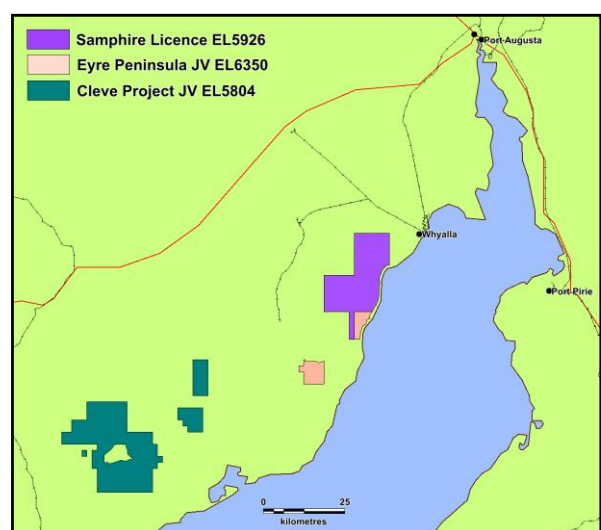 Samphire Licence EL5926
Eyre Peninsula JV EL6350
Cleve Project JV EL5804
Port Augusta
Whyalla
Port Pirie
0 25
kilometres